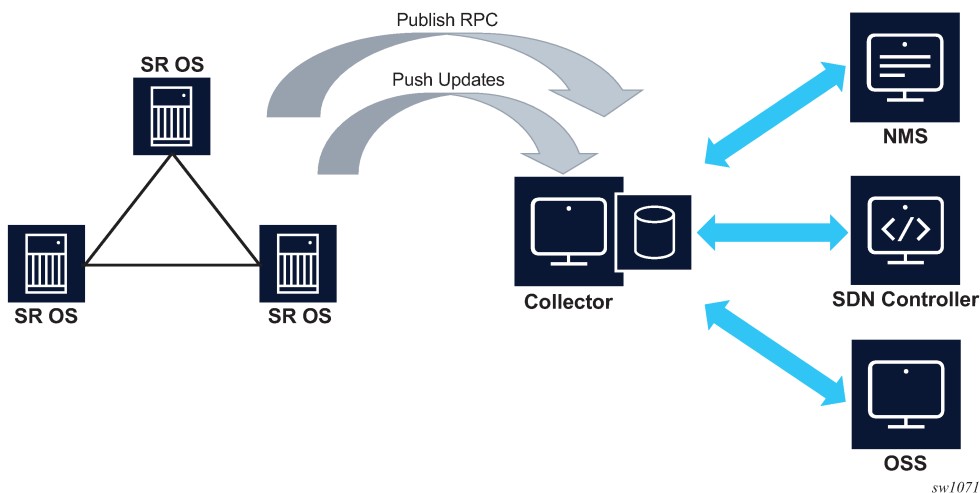 Publish RPC
Push Updates
SR OS
SR OS
SR OS
Collector
NMS
</>
SDN Controller
OSS
sw1071